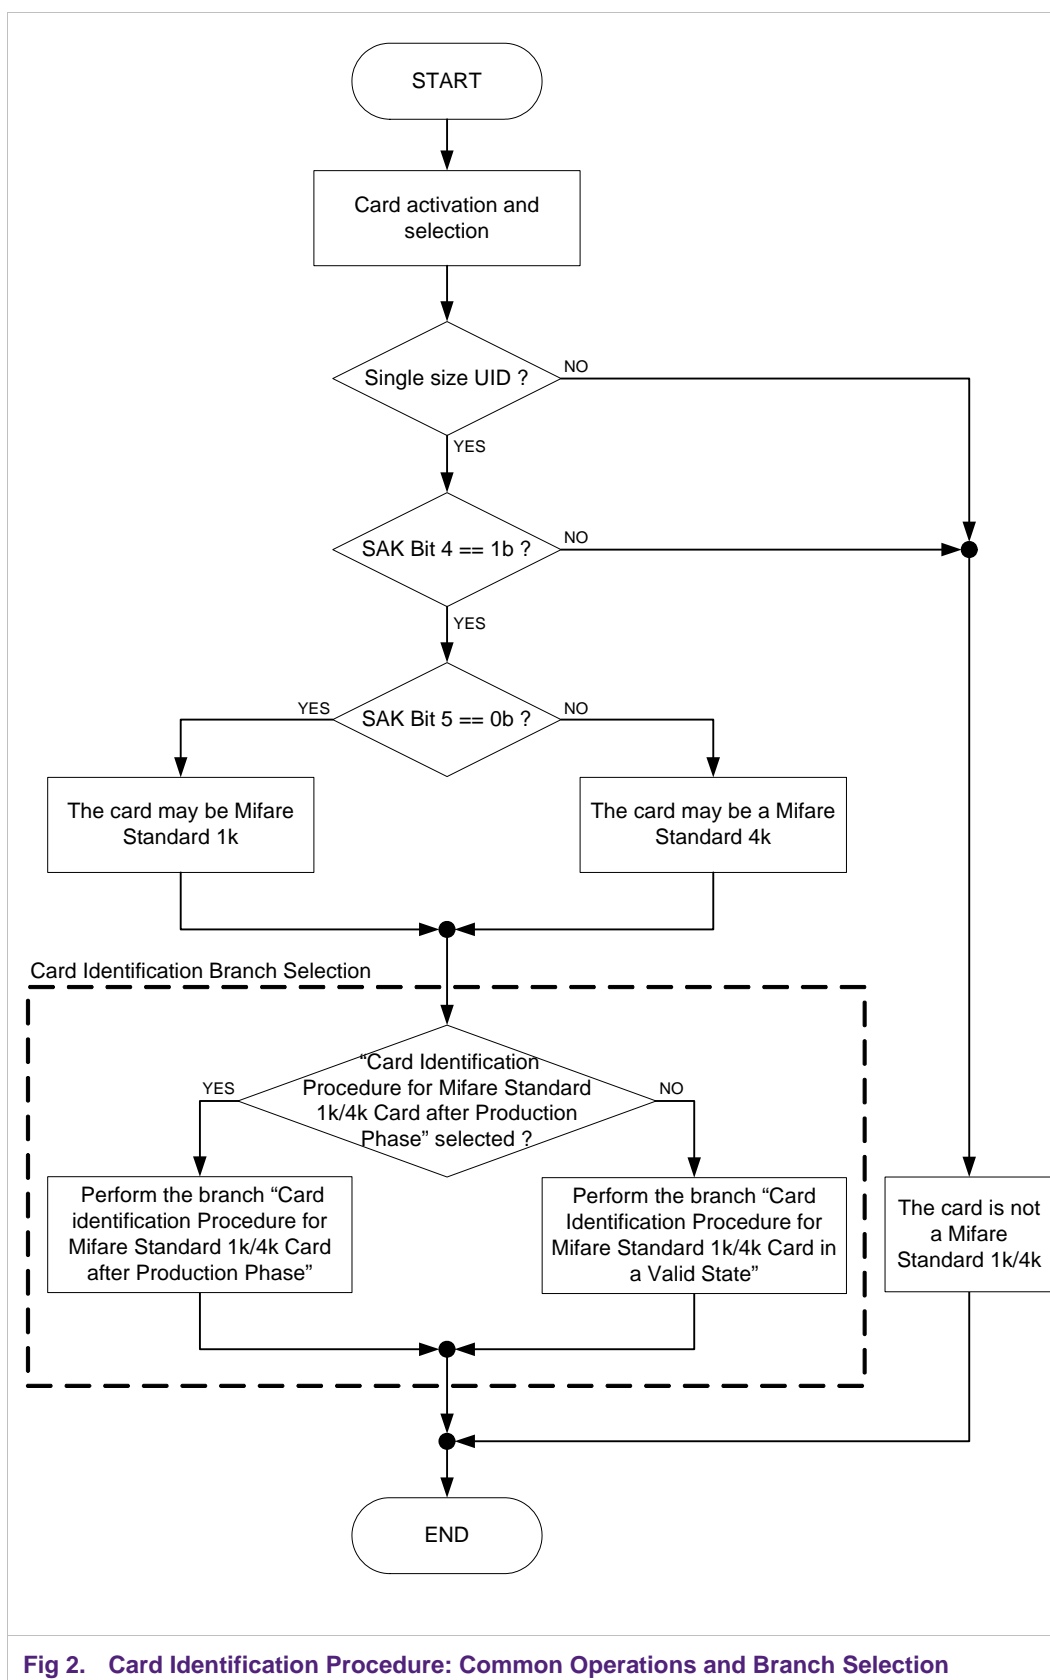 START
Card activation and
selection
Single size UID ?
NO
YES
SAK Bit 4 == 1b ?
NO
YES
SAK Bit 5 == 0b ?
YES
NO
The card may be Mifare
Standard 1k
The card may be a Mifare
Standard 4k
Card Identification Branch Selection
“Card Identification
Procedure for Mifare Standard
1k/4k Card after Production
Phase” selected ?
YES
NO
Perform the branch “Card
identification Procedure for
Mifare Standard 1k/4k Card
after Production Phase”
Perform the branch “Card
Identification Procedure for
Mifare Standard 1k/4k Card in
a Valid State”
The card is not
a Mifare
Standard 1k/4k
END
Fig 2. Card Identification Procedure: Common Operations and Branch Selection